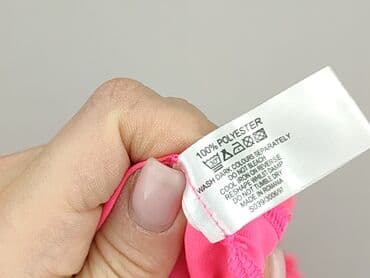 100% POLYESTER
WASH DARK COLOURS SEPARATELY
DO NOT BLEACH
COOL IRON ON REVERSE
RESHAPE WHILST DAMP
DO NOT TUMBLE DRY
MADE IN ROMANIA